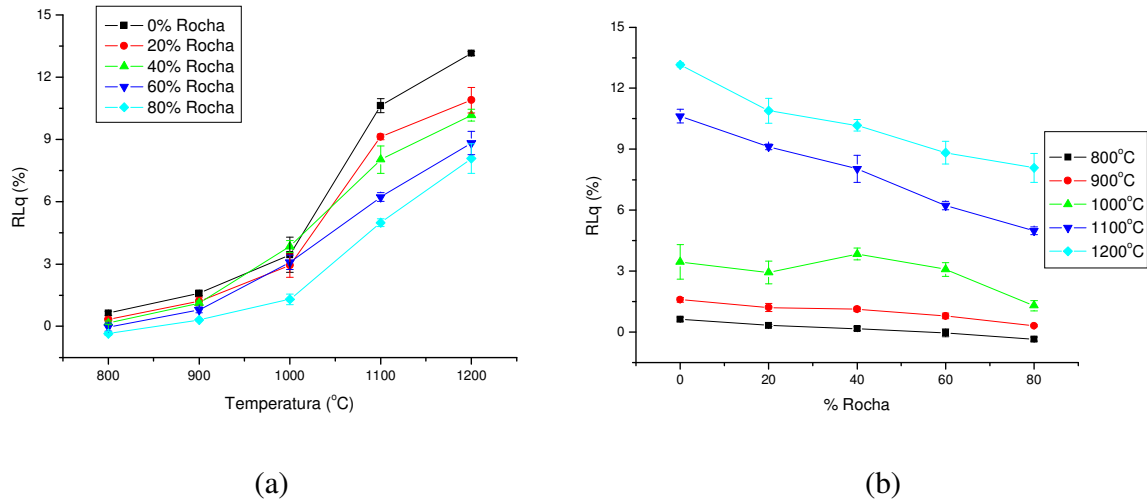 15
12
9
6
3
0
RLq (%)
800
900
1000
1100
1200
Temperatura (°C)
0% Rocha
20% Rocha
40% Rocha
60% Rocha
80% Rocha
(a)
15
12
9
6
3
0
RLq (%)
0
20
40
60
80
% Rocha
800°C
900°C
1000°C
1100°C
1200°C
(b)